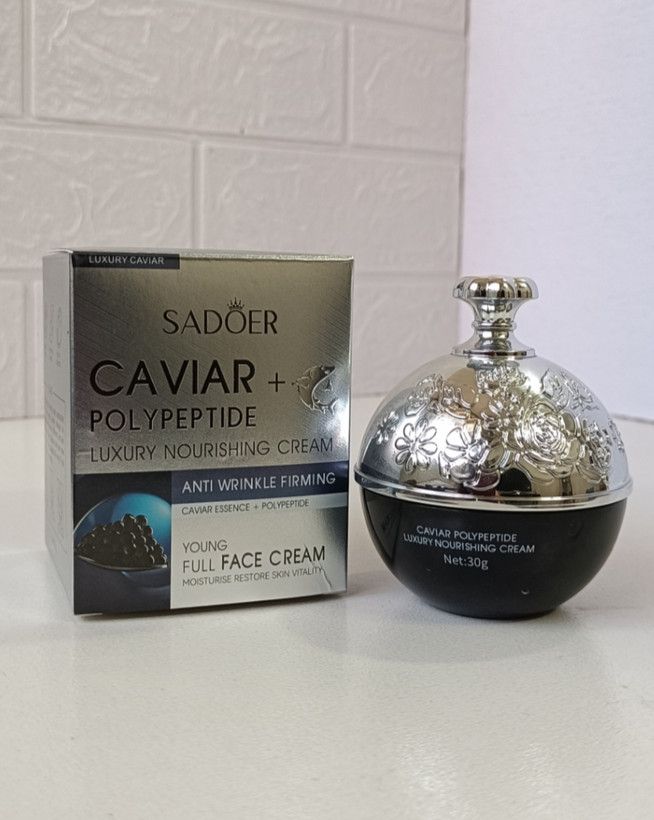 LUXURY CAVIAR
SADOER
CAVIAR +
POLYPEPTIDE
LUXURY NOURISHING CREAM
ANTI WRINKLE FIRMING
CAVIAR ESSENCE + POLYPEPTIDE
YOUNG
FULL FACE CREAM
MOISTURISE RESTORE SKIN VITALITY
CAVIAR POLYPEPTIDE
LUXURY NOURISHING CREAM
Net:30g